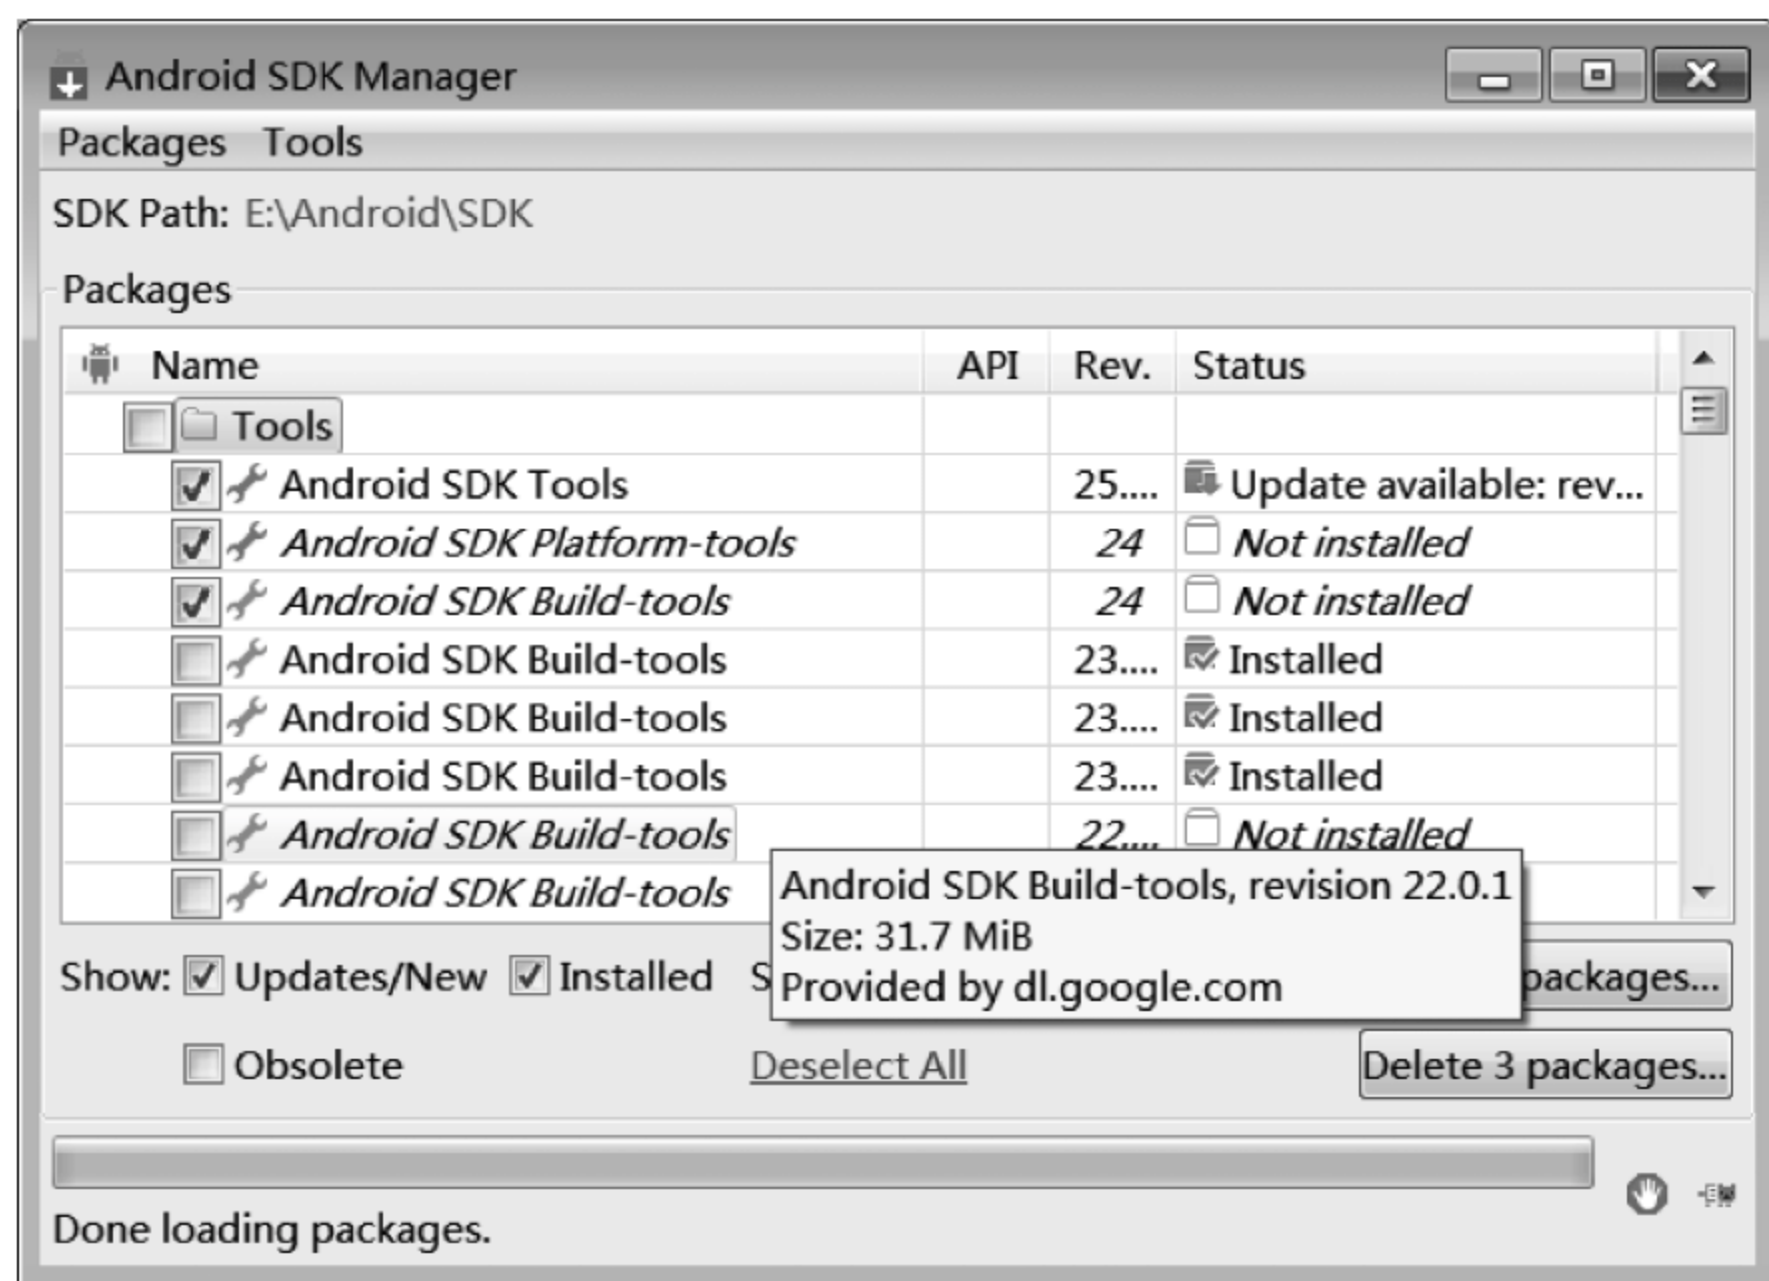 Android SDK Manager
Packages Tools
SDK Path: E:\Android\SDK
Packages
Name API Rev. Status
Tools
Android SDK Tools 25.... Update available: rev...
Android SDK Platform-tools 24 Not installed
Android SDK Build-tools 24 Not installed
Android SDK Build-tools 23.... Installed
Android SDK Build-tools 23.... Installed
Android SDK Build-tools 23.... Installed
Android SDK Build-tools 22.... Not installed
Android SDK Build-tools
Android SDK Build-tools, revision 22.0.1
Size: 31.7 MiB
Provided by dl.google.com
Show: Updates/New Installed packages...
Obsolete Deselect All Delete 3 packages...
Done loading packages.